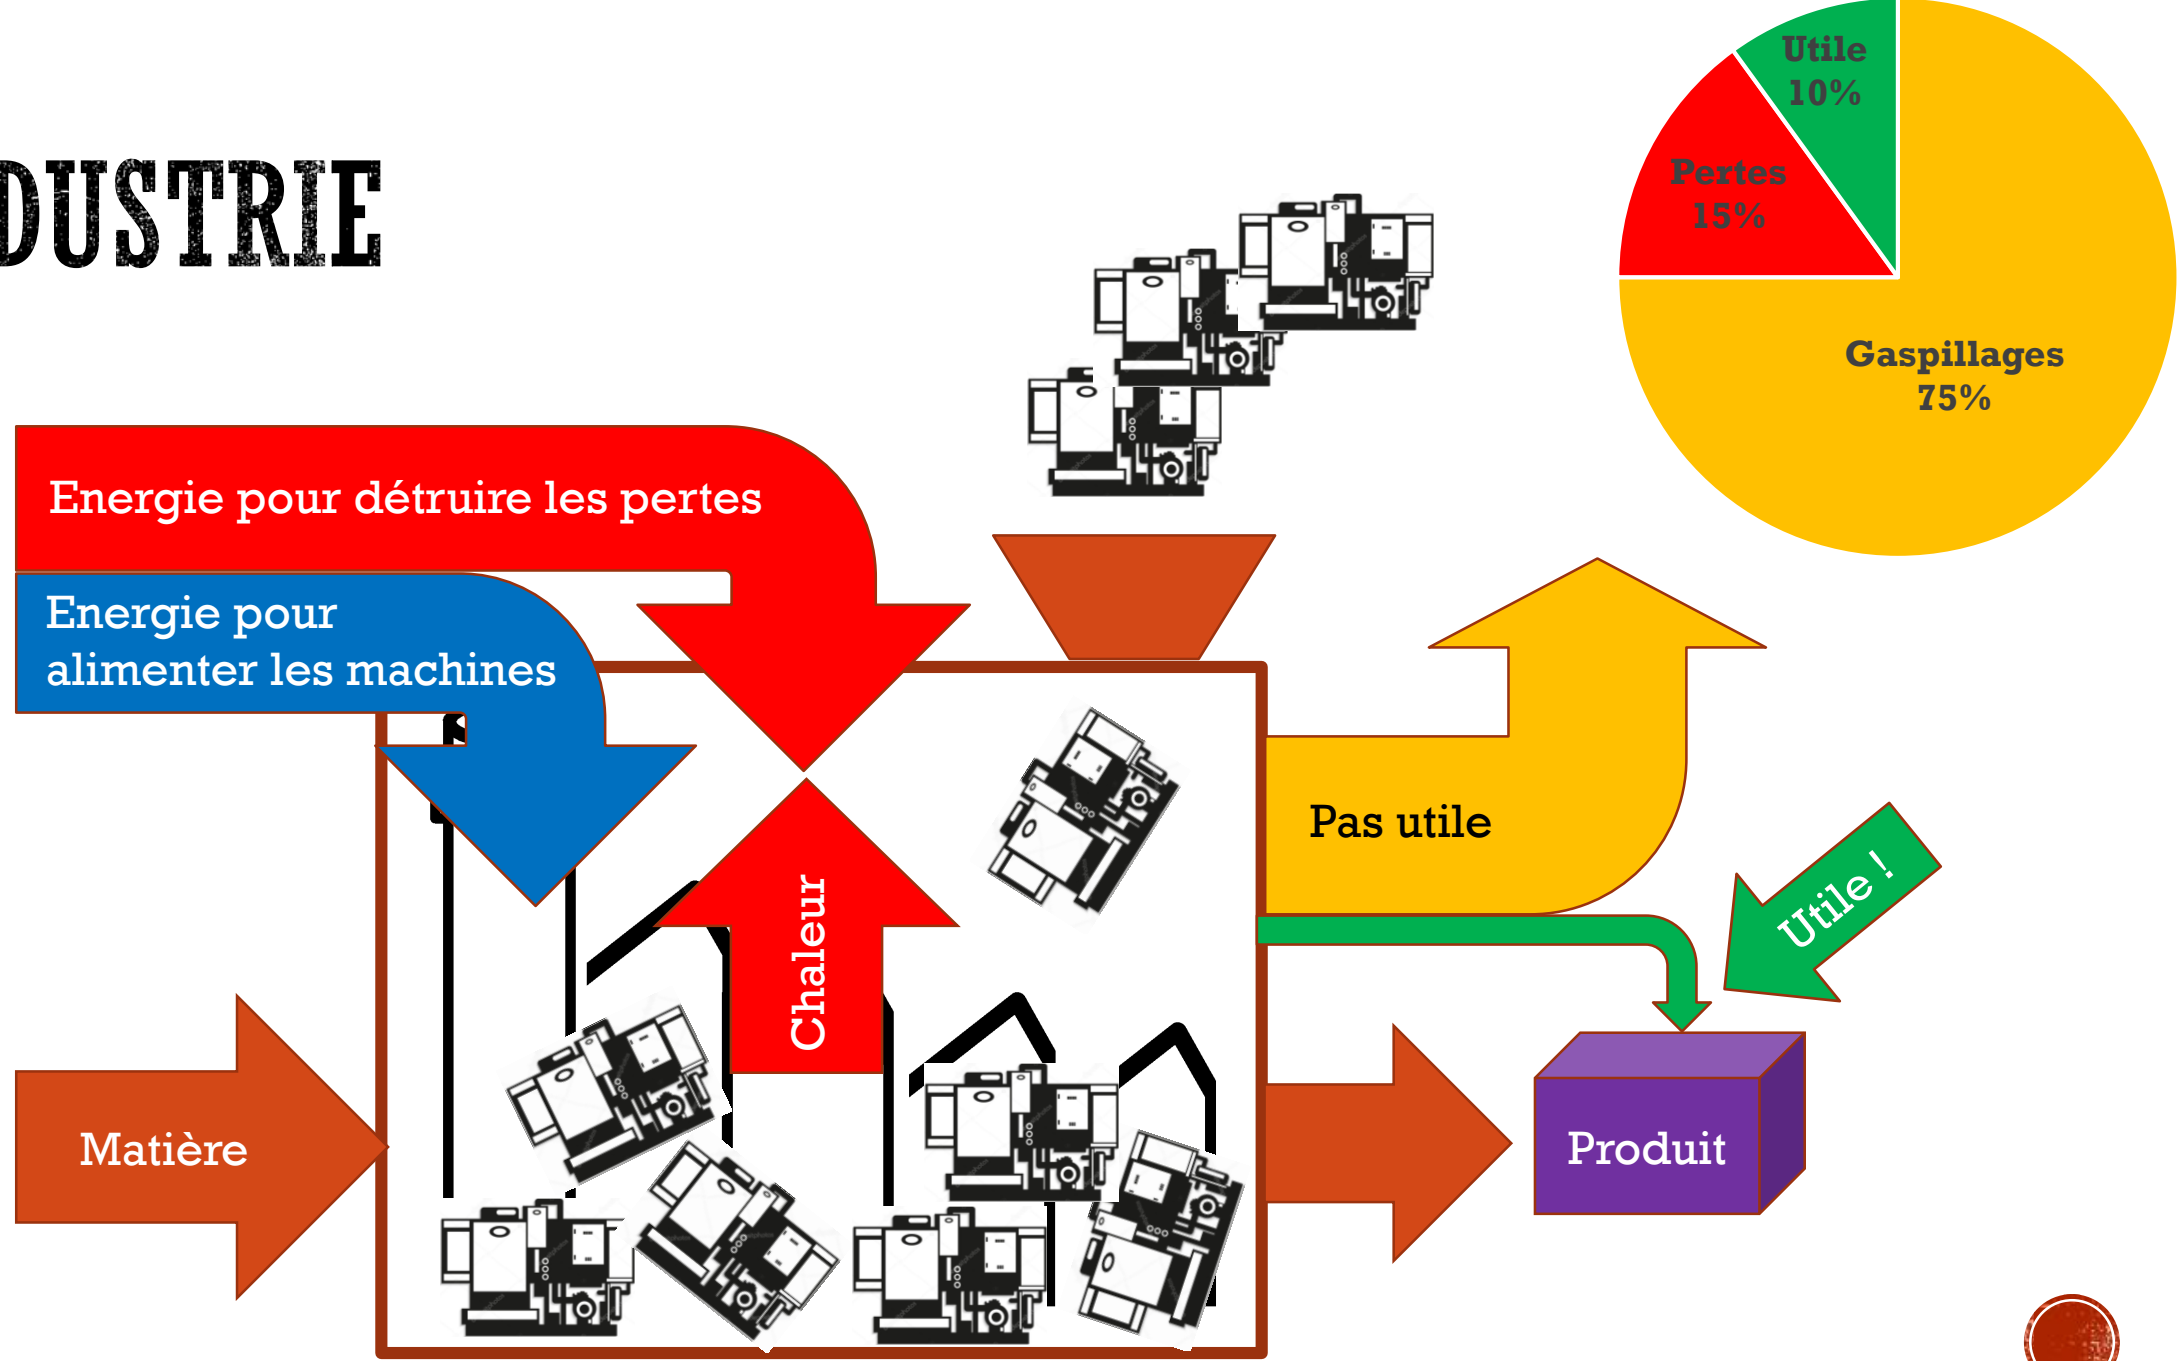 DUSTRIE
Utile
10%
Pertes
15%
Gaspillages
75%
Energie pour détruire les pertes
Energie pour
alimenter les machines
Chaleur
Pas utile
Utile !
Matière
Produit